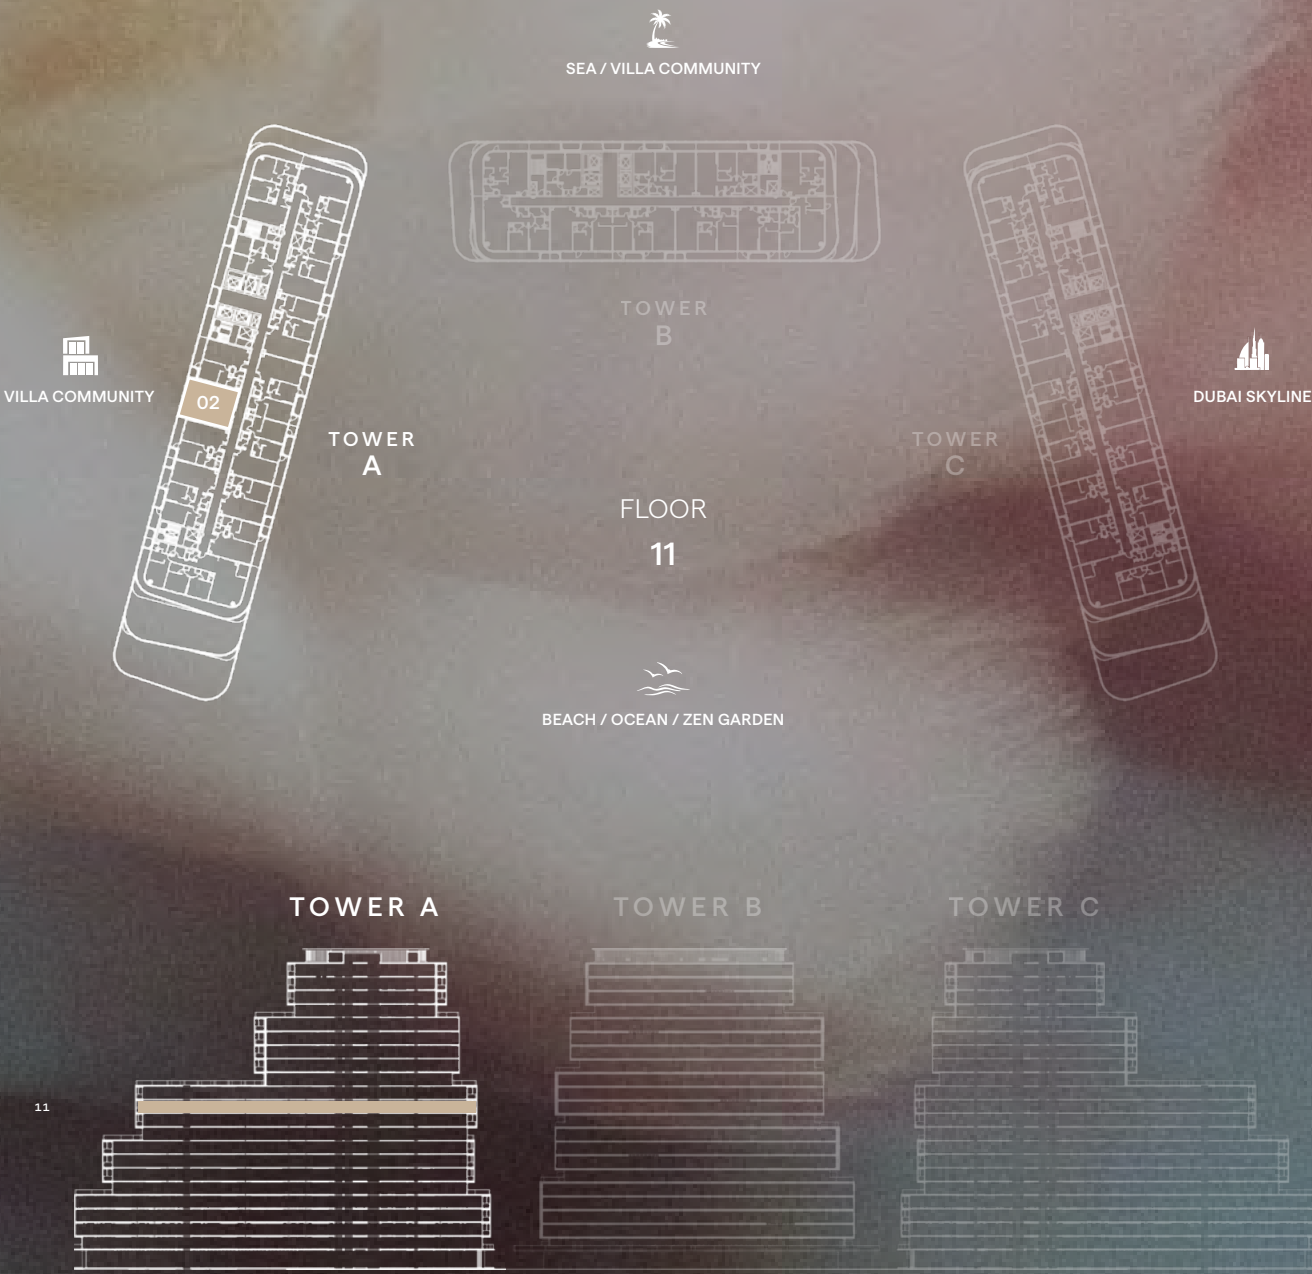 SEA / VILLA COMMUNITY
TOWER
B
VILLA COMMUNITY
DUBAI SKYLINE
02
TOWER
A
TOWER
C
FLOOR
11
BEACH / OCEAN / ZEN GARDEN
TOWER A
TOWER B
TOWER C
11